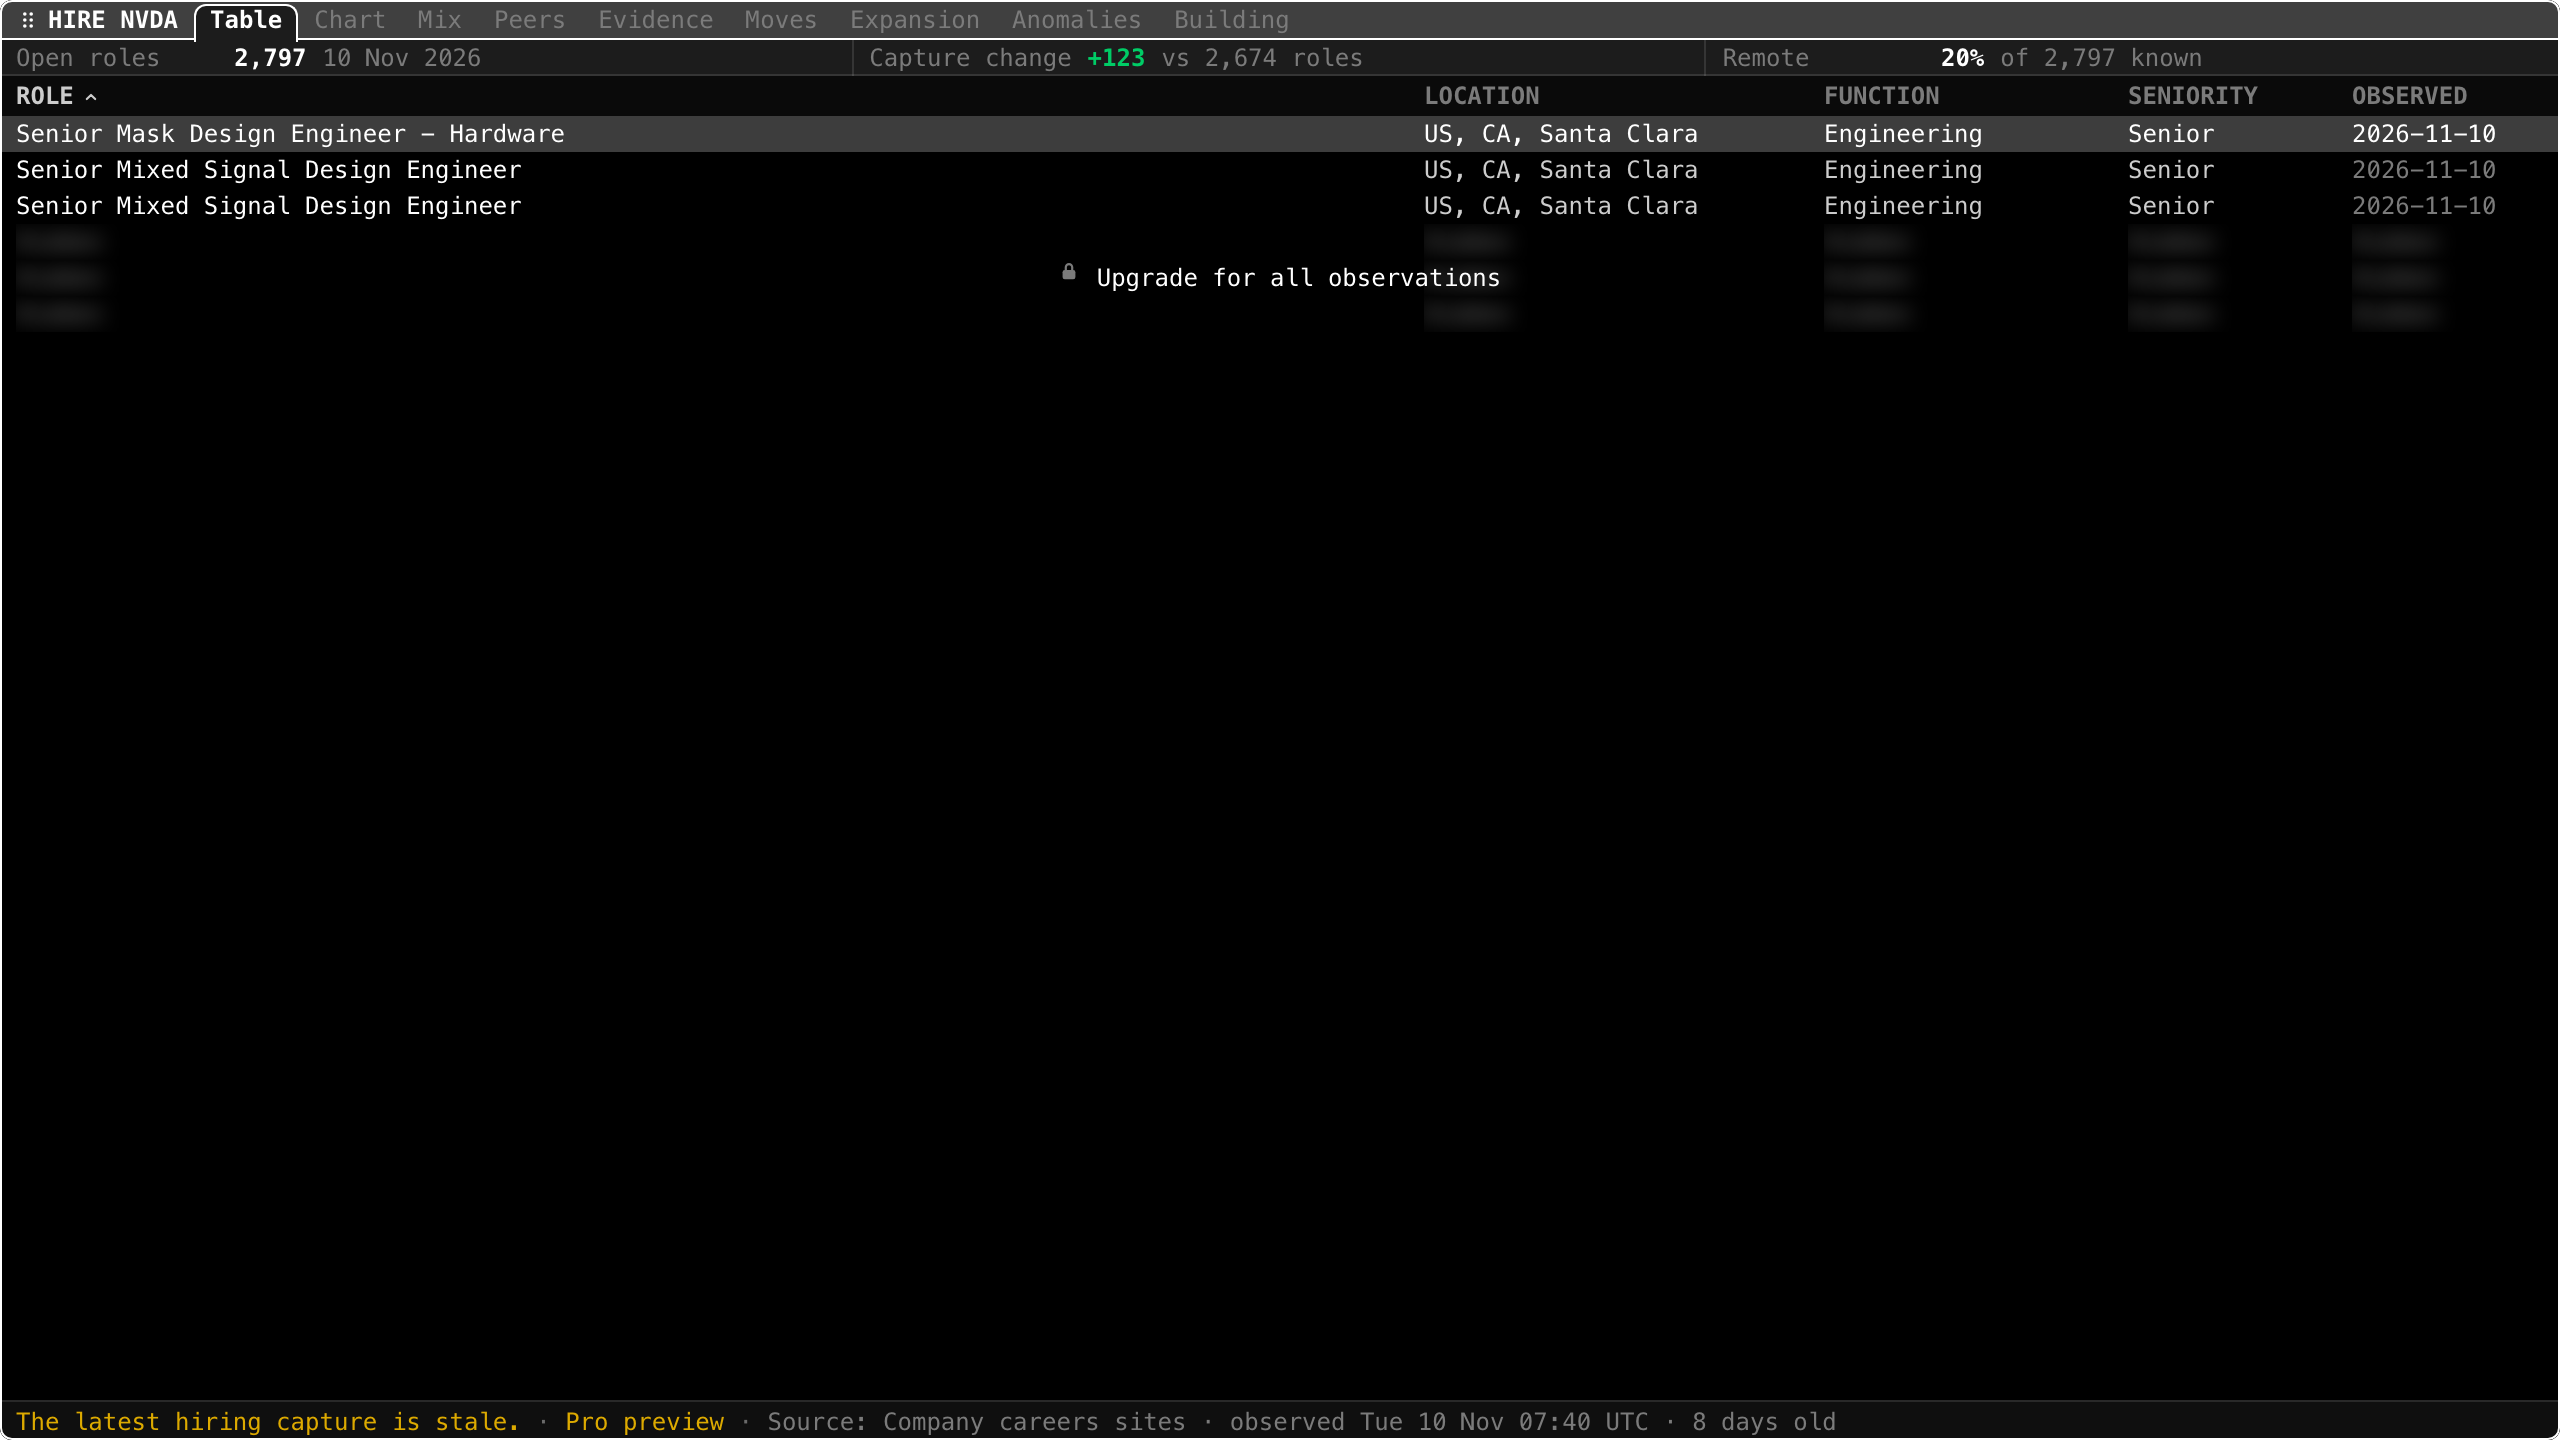 HIRE NVDA Table Chart Mix Peers Evidence Moves Expansion Anomalies Building
Open roles 2,797 10 Nov 2026 Capture change +123 vs 2,674 roles Remote 20% of 2,797 known
ROLE LOCATION FUNCTION SENIORITY OBSERVED
Senior Mask Design Engineer – Hardware US, CA, Santa Clara Engineering Senior 2026–11–10
Senior Mixed Signal Design Engineer US, CA, Santa Clara Engineering Senior 2026–11–10
Senior Mixed Signal Design Engineer US, CA, Santa Clara Engineering Senior 2026–11–10
Upgrade for all observations
The latest hiring capture is stale. · Pro preview · Source: Company careers sites · observed Tue 10 Nov 07:40 UTC · 8 days old